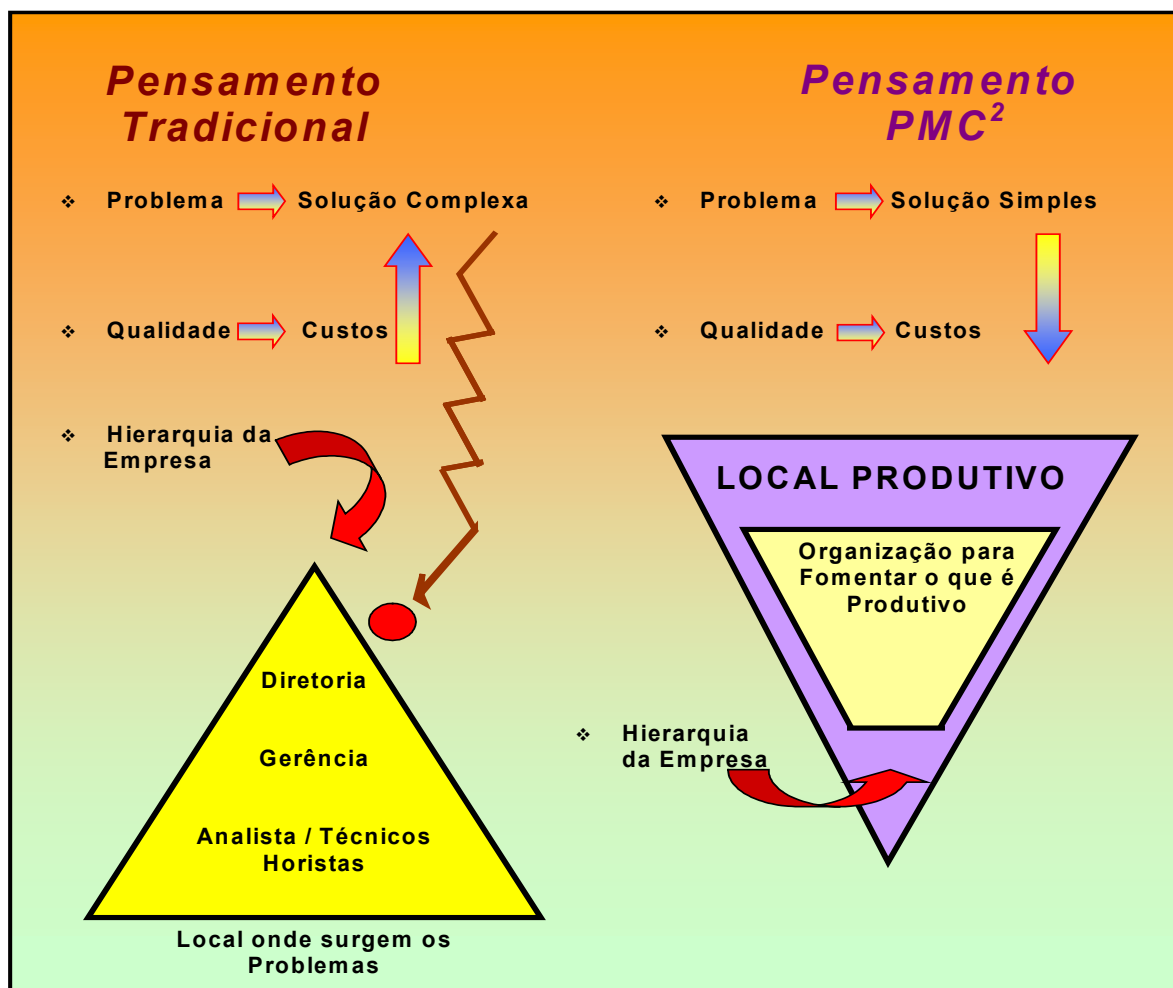 Pensamento
Tradicional
❖ Problema Solução Complexa
❖ Qualidade Custos
❖ Hierarquia da
Empresa
Diretoria
Gerência
Analista / Técnicos
Horistas
Local onde surgem os
Problemas
Pensamento
PMC²
❖ Problema Solução Simples
❖ Qualidade Custos
LOCAL PRODUTIVO
Organização para
Fomentar o que é
Produtivo
❖ Hierarquia
da Empresa